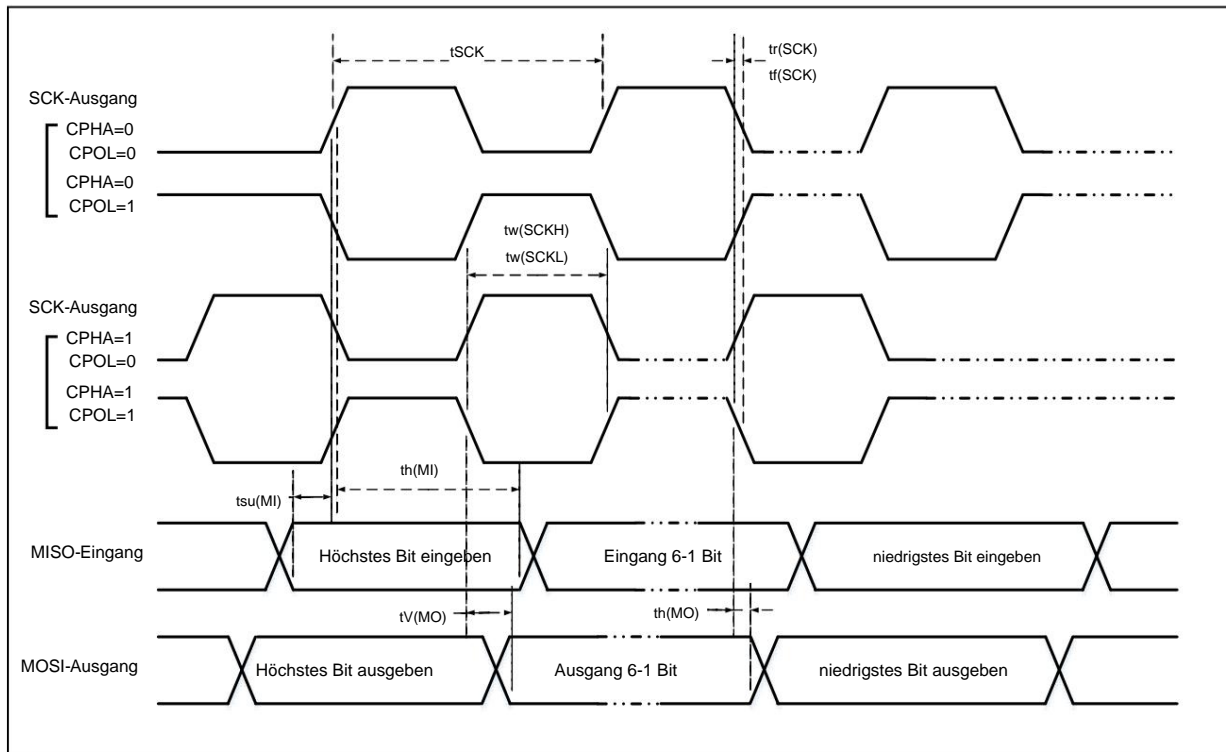 tSCK
tr(SCK)
tf(SCK)
SCK-Ausgang
CPHA=0
CPOL=0
CPHA=0
CPOL=1
tw(SCKH)
tw(SCKL)
SCK-Ausgang
CPHA=1
CPOL=0
CPHA=1
CPOL=1
th(MI)
tsu(MI)
MISO-Eingang
Höchstes Bit eingeben
Eingang 6-1 Bit
niedrigstes Bit eingeben
tV(MO)
th(MO)
MOSI-Ausgang
Höchstes Bit ausgeben
Ausgang 6-1 Bit
niedrigstes Bit ausgeben